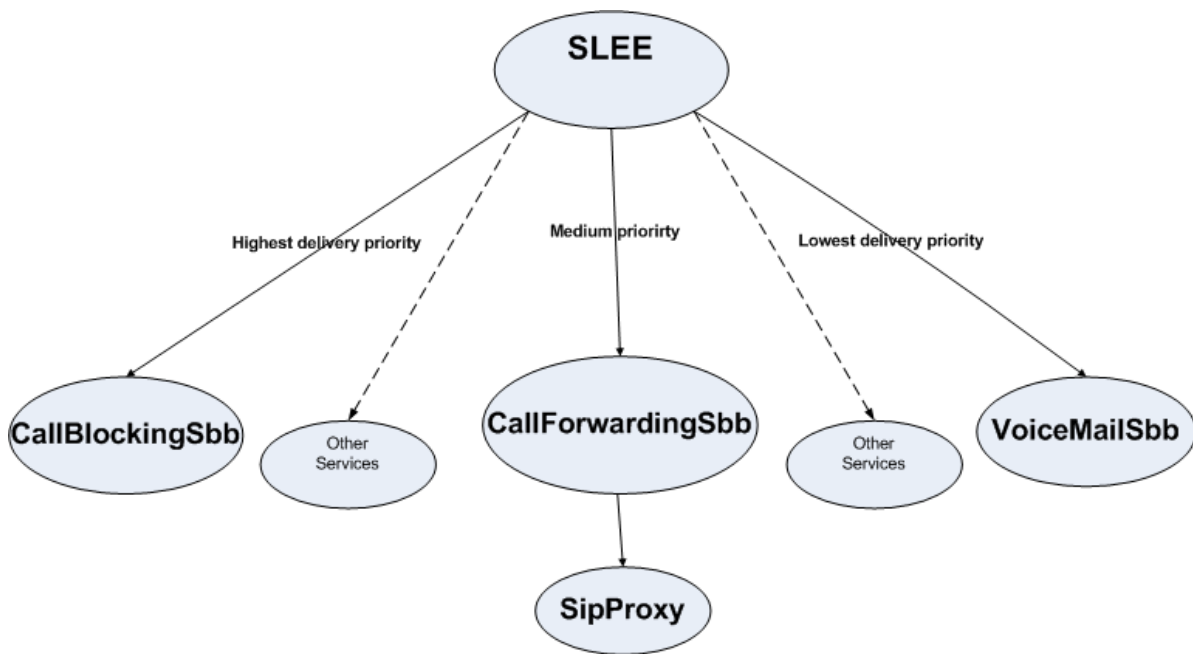 SLEE
Highest delivery priority
Medium priorirty
Lowest delivery priority
CallBlockingSbb
Other
Services
CallForwardingSbb
Other
Services
VoiceMailSbb
SipProxy